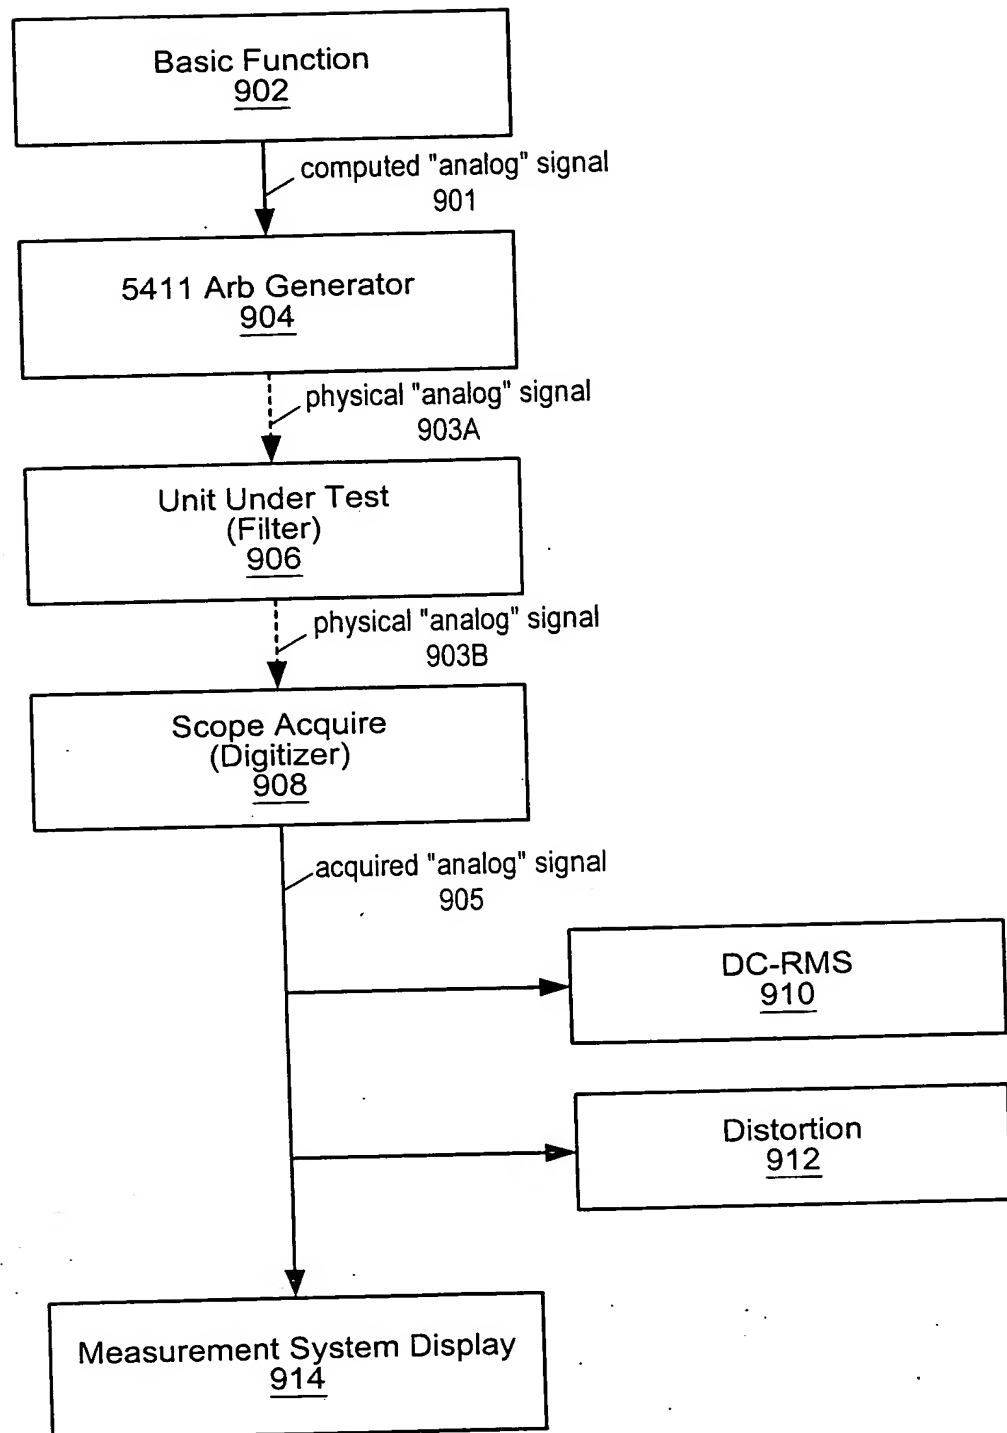 Basic Function
902
computed "analog" signal
901
5411 Arb Generator
904
physical "analog" signal
903A
Unit Under Test
(Filter)
906
physical "analog" signal
903B
Scope Acquire
(Digitizer)
908
acquired "analog" signal
905
DC-RMS
910
Distortion
912
Measurement System Display
914